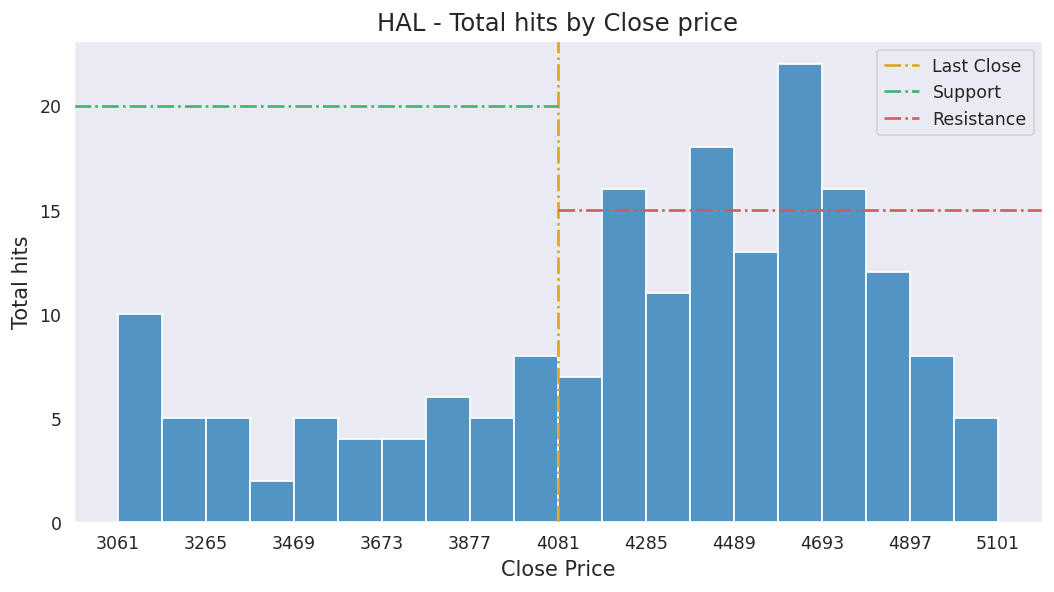 HAL - Total hits by Close price
Last Close
Support
Resistance
Total hits
20
15
10
5
0
3061 3265 3469 3673 3877 4081 4285 4489 4693 4897 5101
Close Price